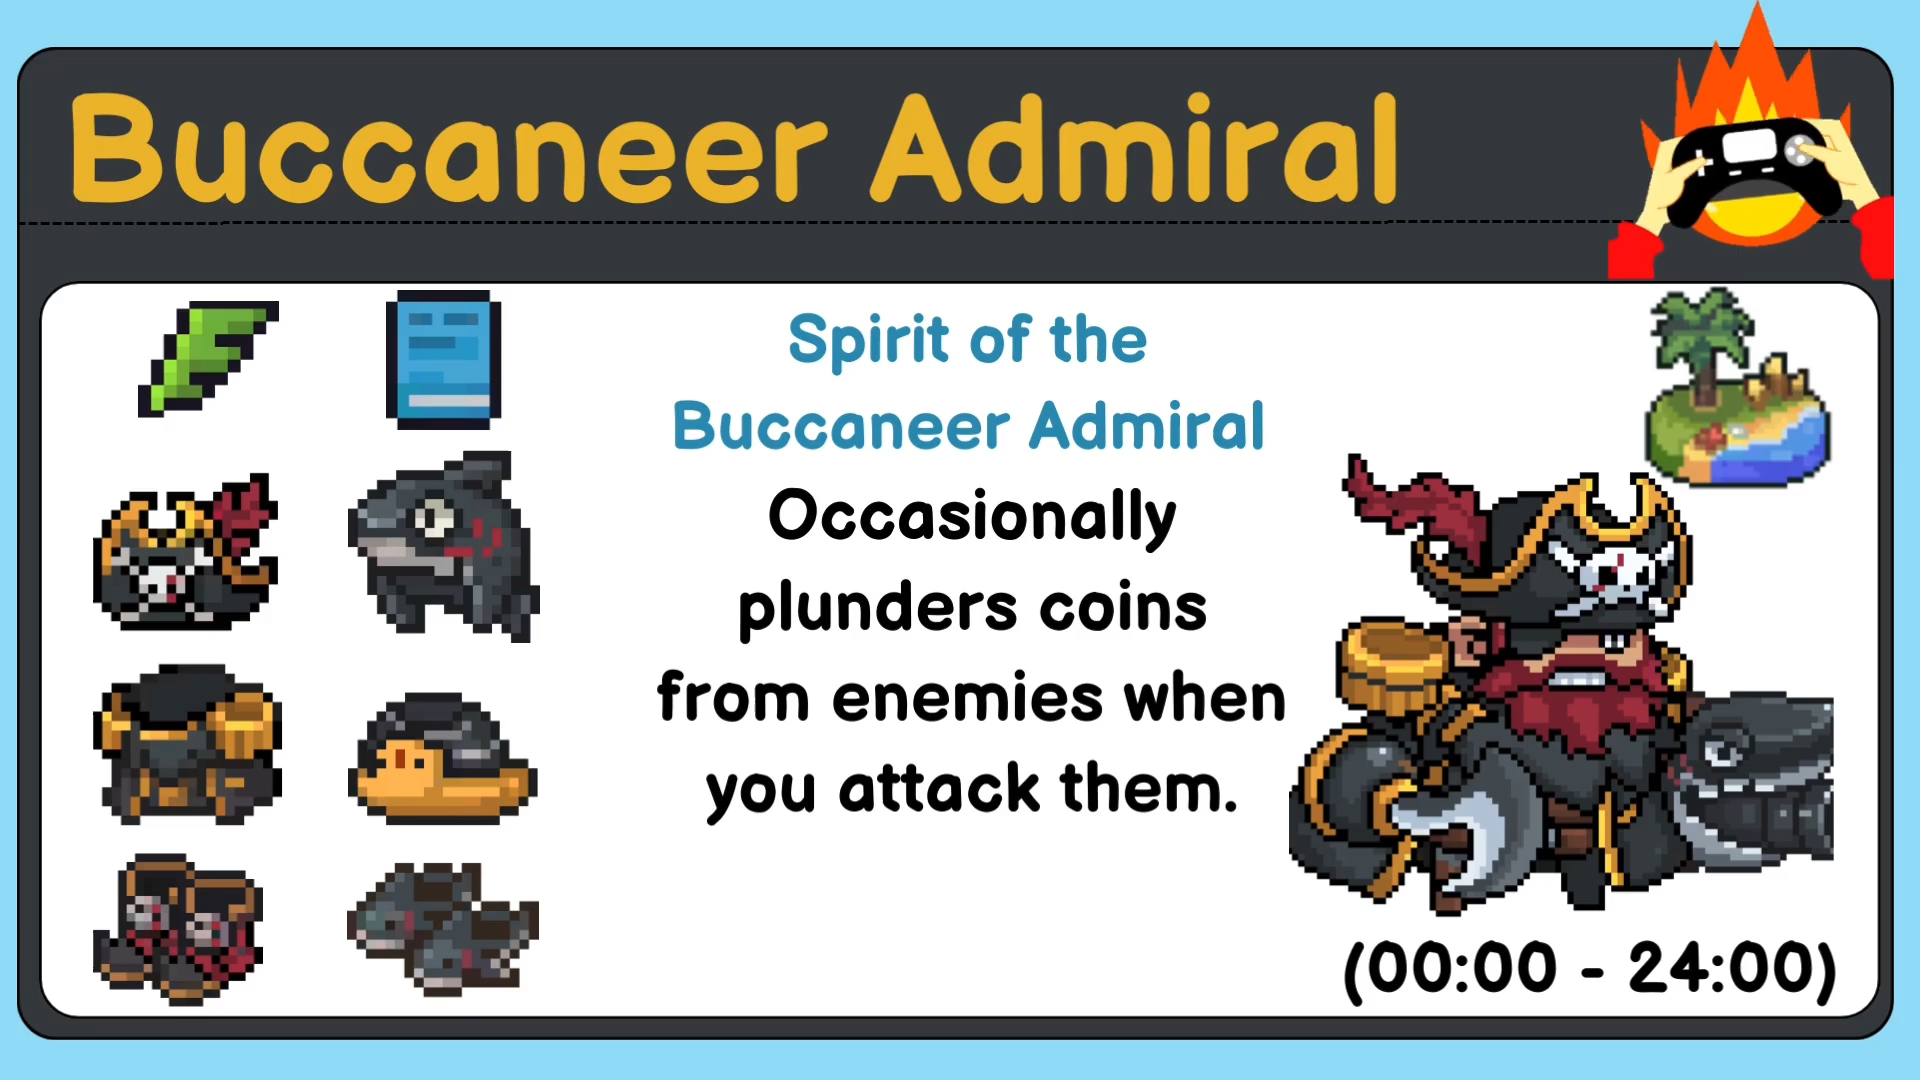 Buccaneer Admiral
Spirit of the
Buccaneer Admiral
Occasionally
plunders coins
from enemies when
you attack them.
(00:00 - 24:00)